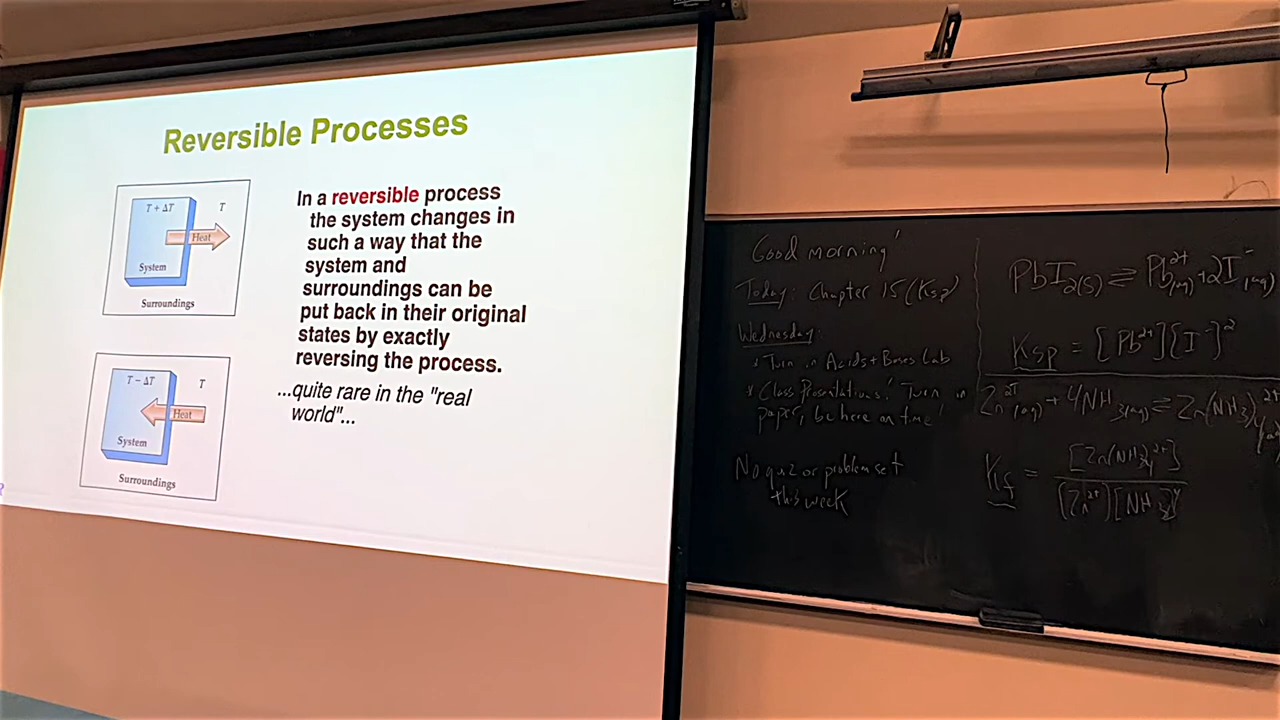 Reversible Processes
T + ΔT
T
Heat
System
Surroundings
T − ΔT
T
Heat
System
Surroundings
In a reversible process
the system changes in
such a way that the
system and
surroundings can be
put back in their original
states by exactly
reversing the process.
...quite rare in the "real
world"...
Good morning!
Today: Chapter 15 (Ksp)
Wednesday:
* Turn in Acids + Bases Lab
* Class Presentations! Turn in
paper, be here on time!
No quiz or problem set
this week
PbI₂(s) ⇌ Pb²⁺(aq) + 2I⁻(aq)
Ksp = [Pb²⁺][I⁻]²
Zn²⁺(aq) + 4NH₃(aq) ⇌ Zn(NH₃)₄²⁺(aq)
Kf = [Zn(NH₃)₄²⁺]
[Zn²⁺][NH₃]⁴